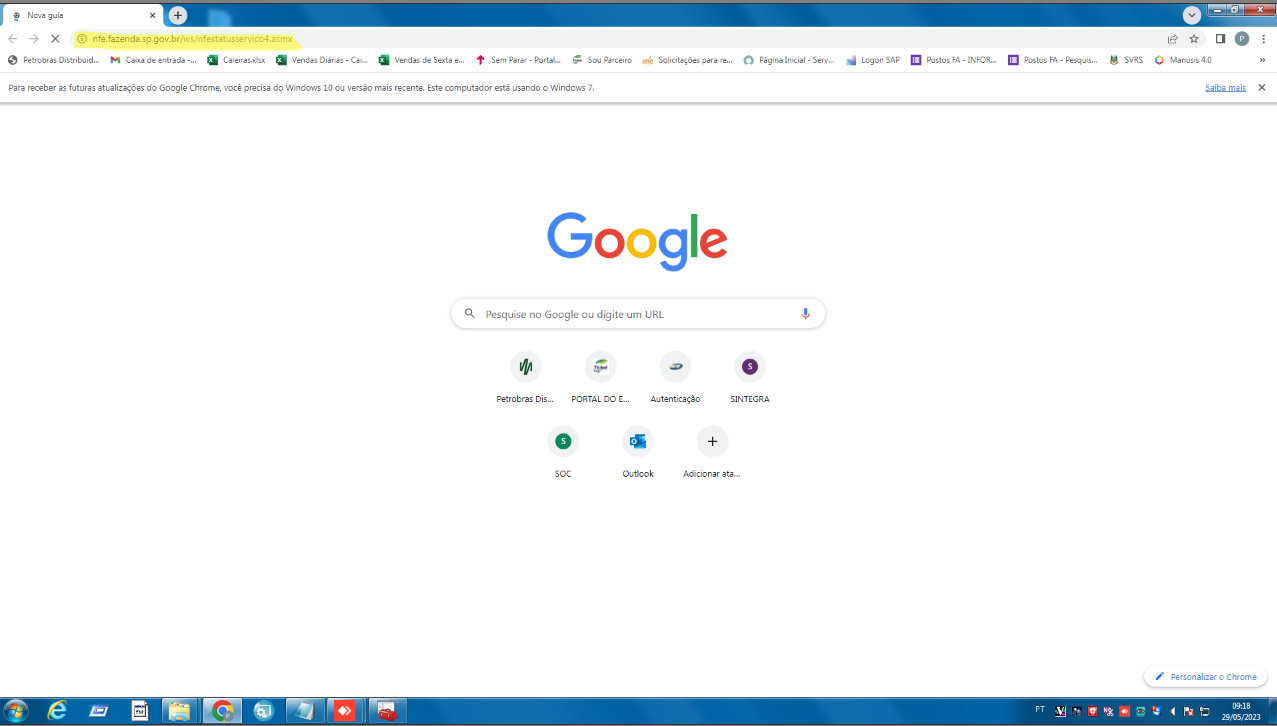 Nova guia
nfe.fazenda.sp.gov.br/ws/nfestatusservico4.asmx
Petrobras Distribuid... Caixa de entrada -... Caieiras.xlsx Vendas Diárias - Cai... Vendas de Sexta e... Sem Parar - Portal... Sou Parceiro Solicitações para re... Página Inicial - Serv... Logon SAP Postos FA - INFOR... Postos FA - Pesquis... SVRS Manusis 4.0
Para receber as futuras atualizações do Google Chrome, você precisa do Windows 10 ou versão mais recente. Este computador está usando o Windows 7. Saiba mais
Google
Pesquise no Google ou digite um URL
Petrobras Dis... PORTAL DO E... Autenticação SINTEGRA
SOC Outlook Adicionar ata...
Personalizar o Chrome
PT 09:18
29/05/2023